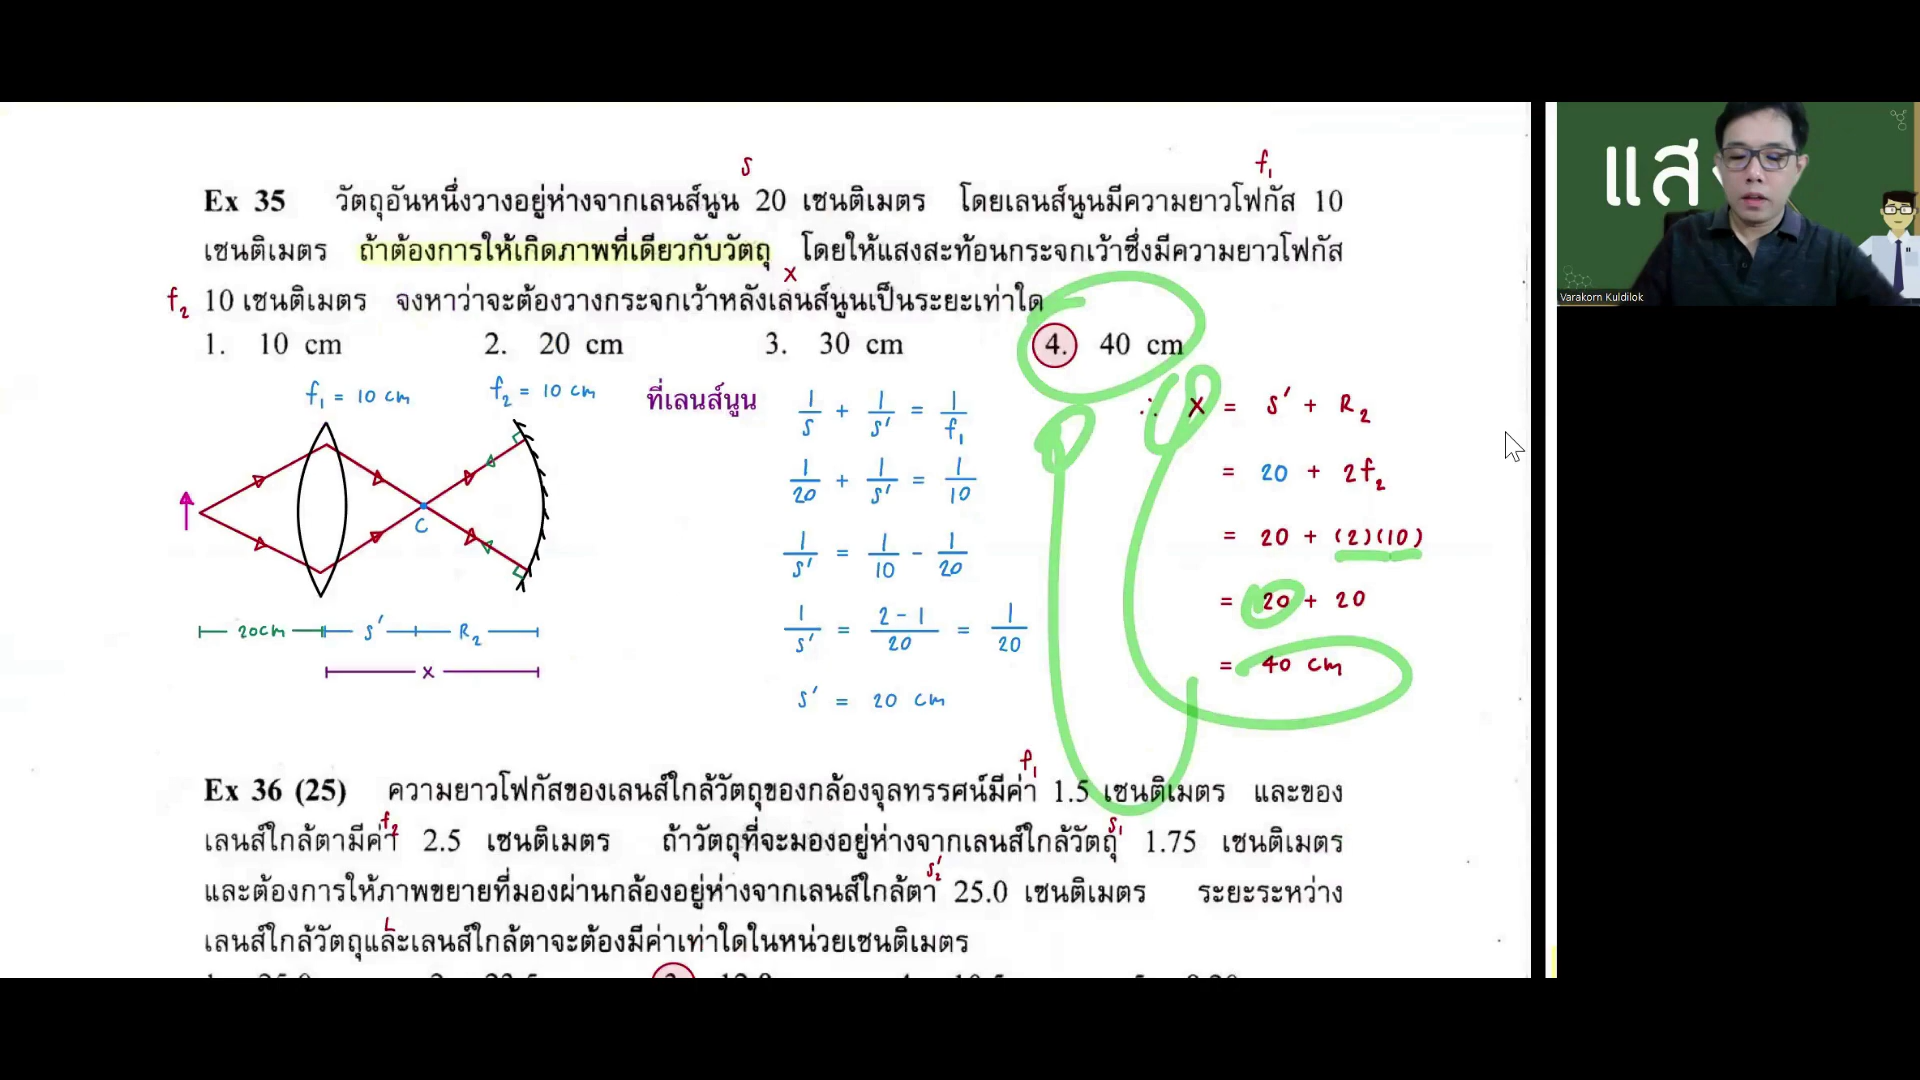 แส
Varakorn Kuldilok
s
f₁
Ex 35 วัตถุอันหนึ่งวางอยู่ห่างจากเลนส์นูน 20 เซนติเมตร โดยเลนส์นูนมีความยาวโฟกัส 10
เซนติเมตร ถ้าต้องการให้เกิดภาพที่เดียวกับวัตถุ โดยให้แสงสะท้อนกระจกเว้าซึ่งมีความยาวโฟกัส
x
f₂ 10 เซนติเมตร จงหาว่าจะต้องวางกระจกเว้าหลังเลนส์นูนเป็นระยะเท่าใด
1. 10 cm 2. 20 cm 3. 30 cm 4. 40 cm
f₁ = 10 cm f₂ = 10 cm
C
20cm s' R₂
x
ที่เลนส์นูน 1/s + 1/s' = 1/f₁
1/20 + 1/s' = 1/10
1/s' = 1/10 - 1/20
1/s' = 2-1/20 = 1/20
s' = 20 cm
∴ x = s' + R₂
= 20 + 2f₂
= 20 + (2)(10)
= 20 + 20
= 40 cm
f₁
Ex 36 (25) ความยาวโฟกัสของเลนส์ใกล้วัตถุของกล้องจุลทรรศน์มีค่า 1.5 เซนติเมตร และของ
f₂ s₁
เลนส์ใกล้ตามีค่า 2.5 เซนติเมตร ถ้าวัตถุที่จะมองอยู่ห่างจากเลนส์ใกล้วัตถุ 1.75 เซนติเมตร
s₂'
และต้องการให้ภาพขยายที่มองผ่านกล้องอยู่ห่างจากเลนส์ใกล้ตา 25.0 เซนติเมตร ระยะระหว่าง
L
เลนส์ใกล้วัตถุและเลนส์ใกล้ตาจะต้องมีค่าเท่าใดในหน่วยเซนติเมตร